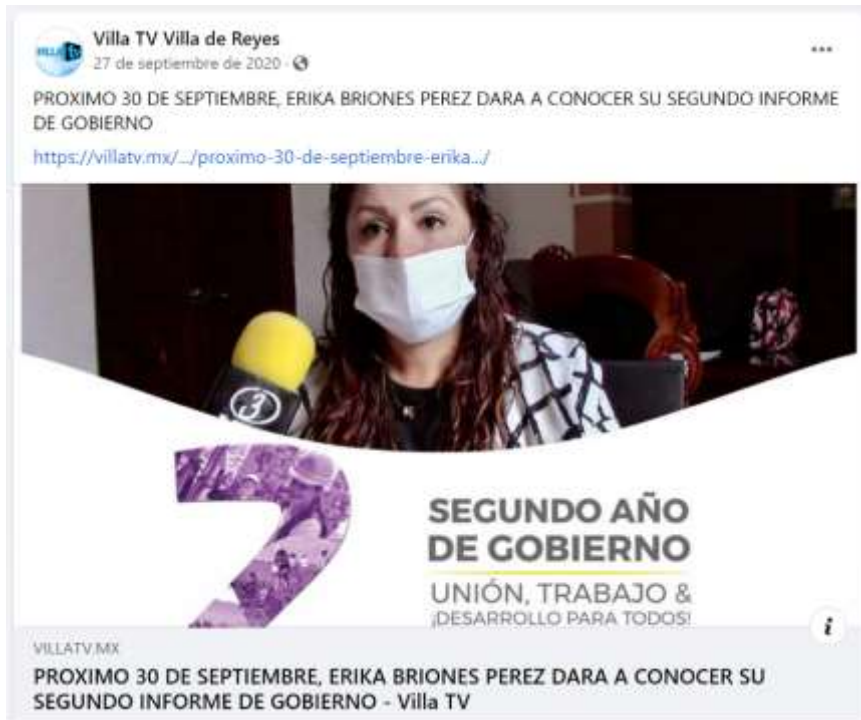 VILLA tv
Villa TV Villa de Reyes
27 de septiembre de 2020 ·
PROXIMO 30 DE SEPTIEMBRE, ERIKA BRIONES PEREZ DARA A CONOCER SU SEGUNDO INFORME
DE GOBIERNO
https://villatv.mx/.../proximo-30-de-septiembre-erika.../
3
2
SEGUNDO AÑO
DE GOBIERNO
UNIÓN, TRABAJO &
¡DESARROLLO PARA TODOS!
VILLATV.MX
PROXIMO 30 DE SEPTIEMBRE, ERIKA BRIONES PEREZ DARA A CONOCER SU
SEGUNDO INFORME DE GOBIERNO - Villa TV